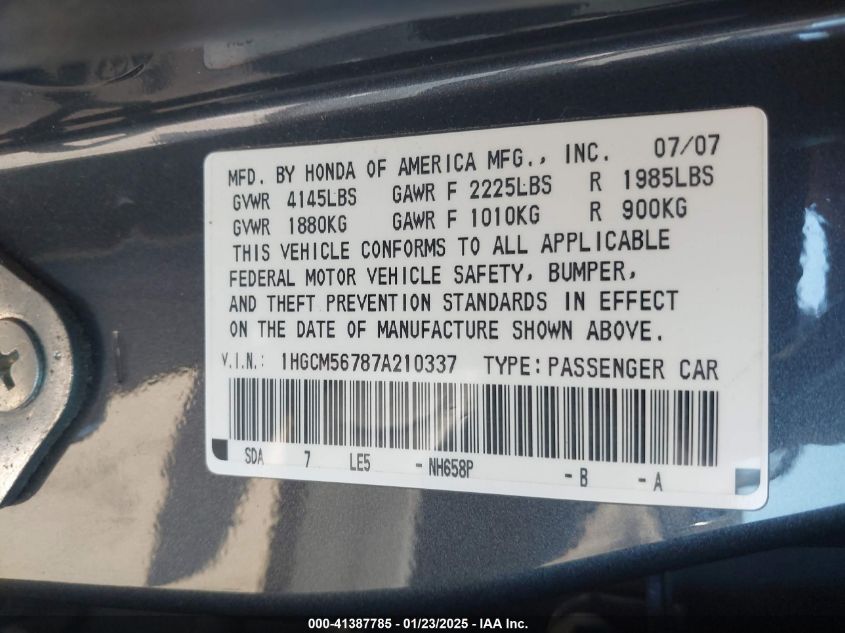 MFD. BY HONDA OF AMERICA MFG., INC. 07/07
GVWR 4145LBS GAWR F 2225LBS R 1985LBS
GVWR 1880KG GAWR F 1010KG R 900KG
THIS VEHICLE CONFORMS TO ALL APPLICABLE
FEDERAL MOTOR VEHICLE SAFETY, BUMPER,
AND THEFT PREVENTION STANDARDS IN EFFECT
ON THE DATE OF MANUFACTURE SHOWN ABOVE.
V.I.N.: 1HGCM56787A210337 TYPE: PASSENGER CAR
SDA 7 LE5 -NH658P -B -A
000-41387785 - 01/23/2025 - IAA Inc.